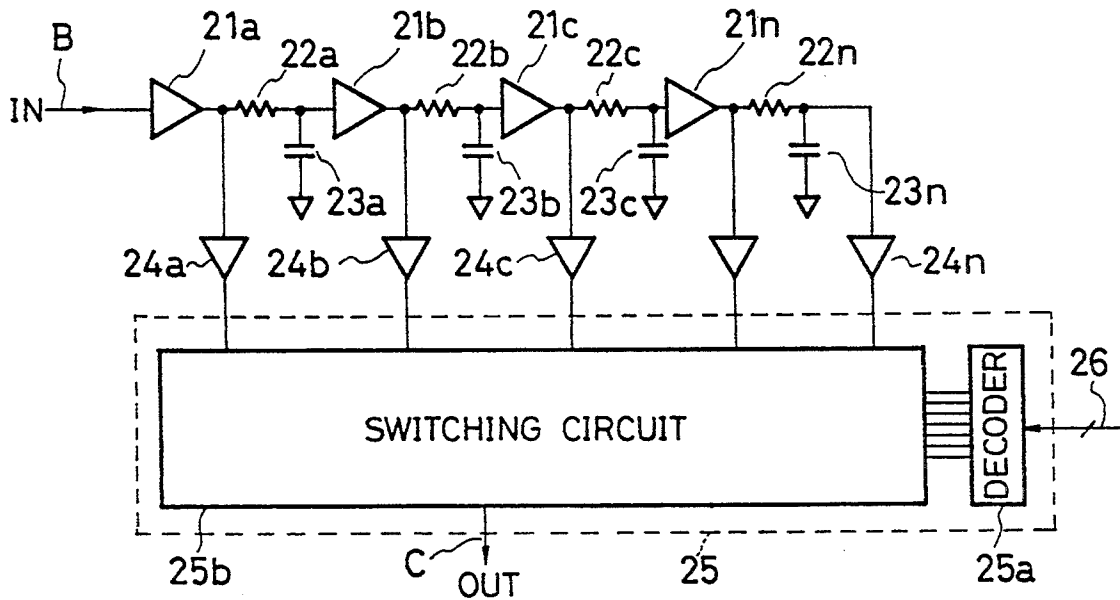 B
21a
22a
21b
22b
21c
22c
21n
22n
IN
23a
23b
23c
23n
24a
24b
24c
24n
SWITCHING CIRCUIT
DECODER
26
25b
C
OUT
25
25a